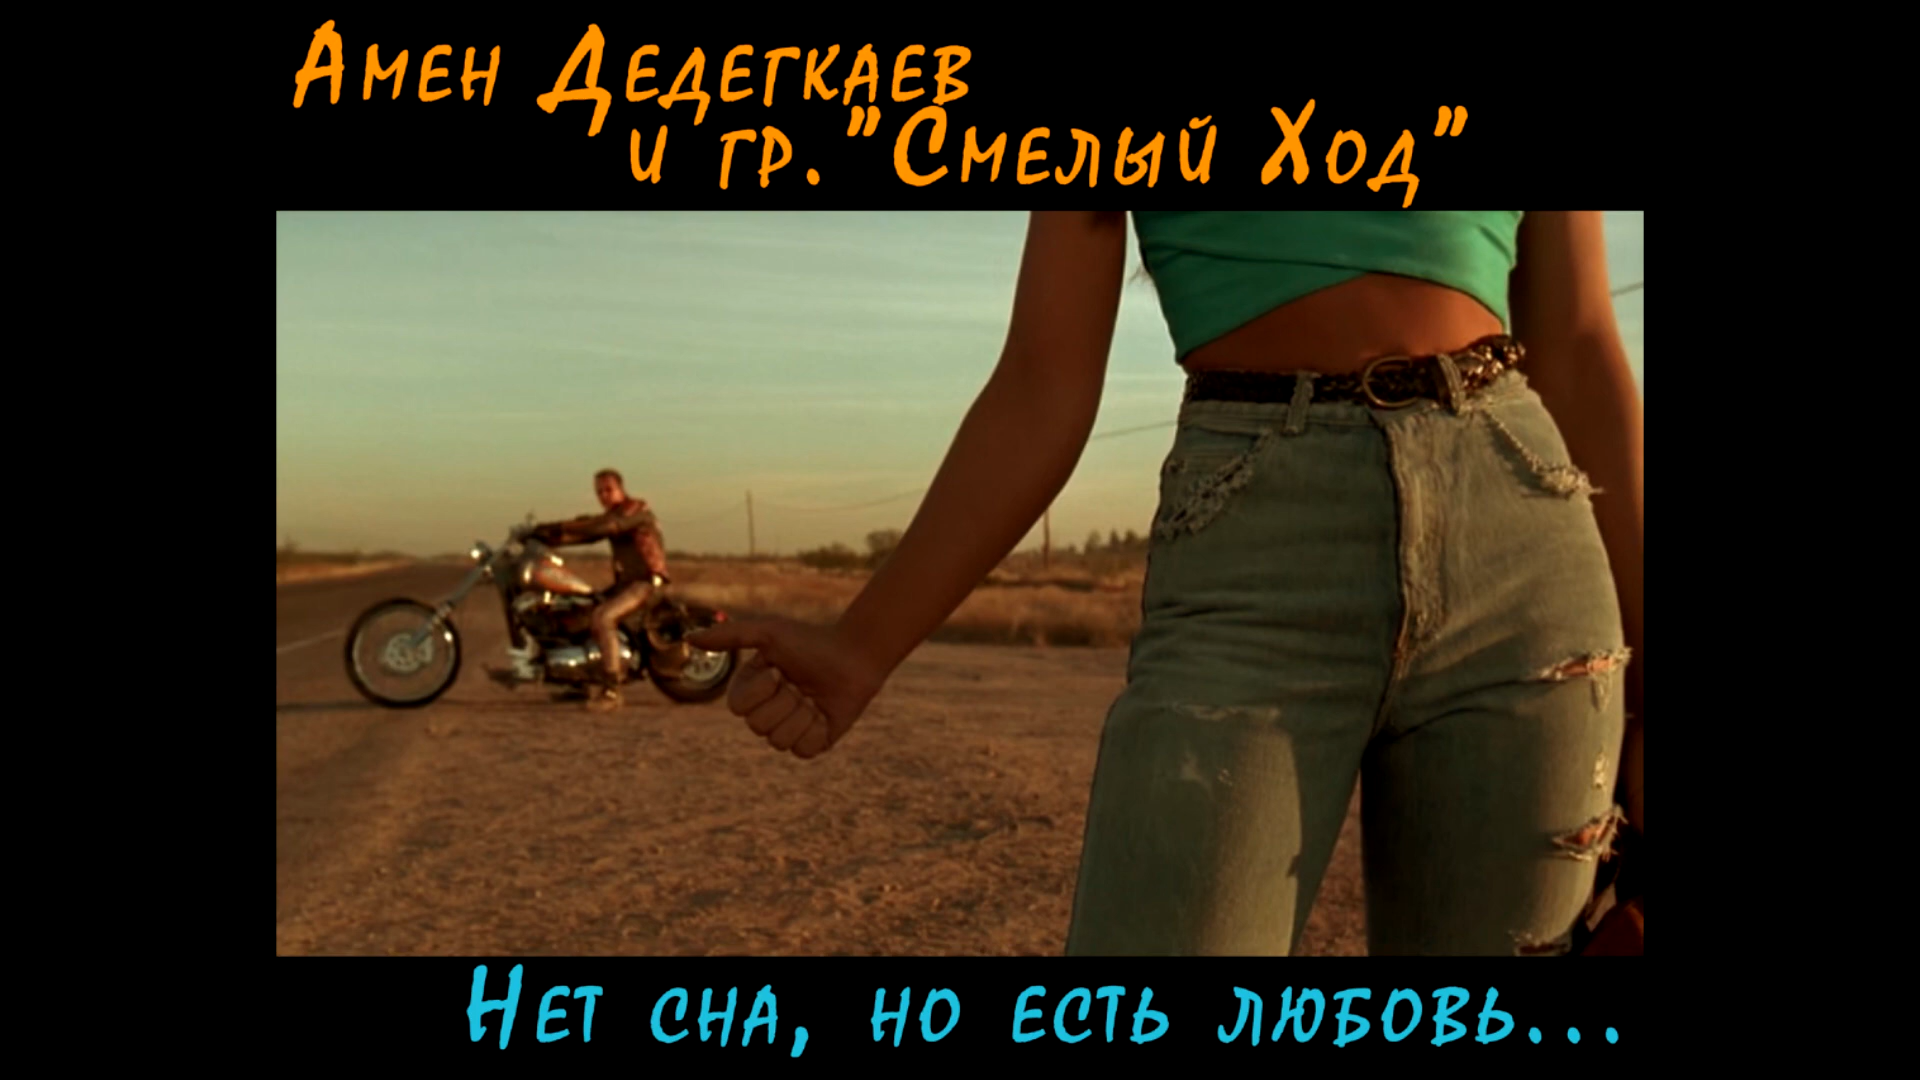 Амен Дедегкаев
и гр."Смелый Ход"
Нет сна, но есть любовь...